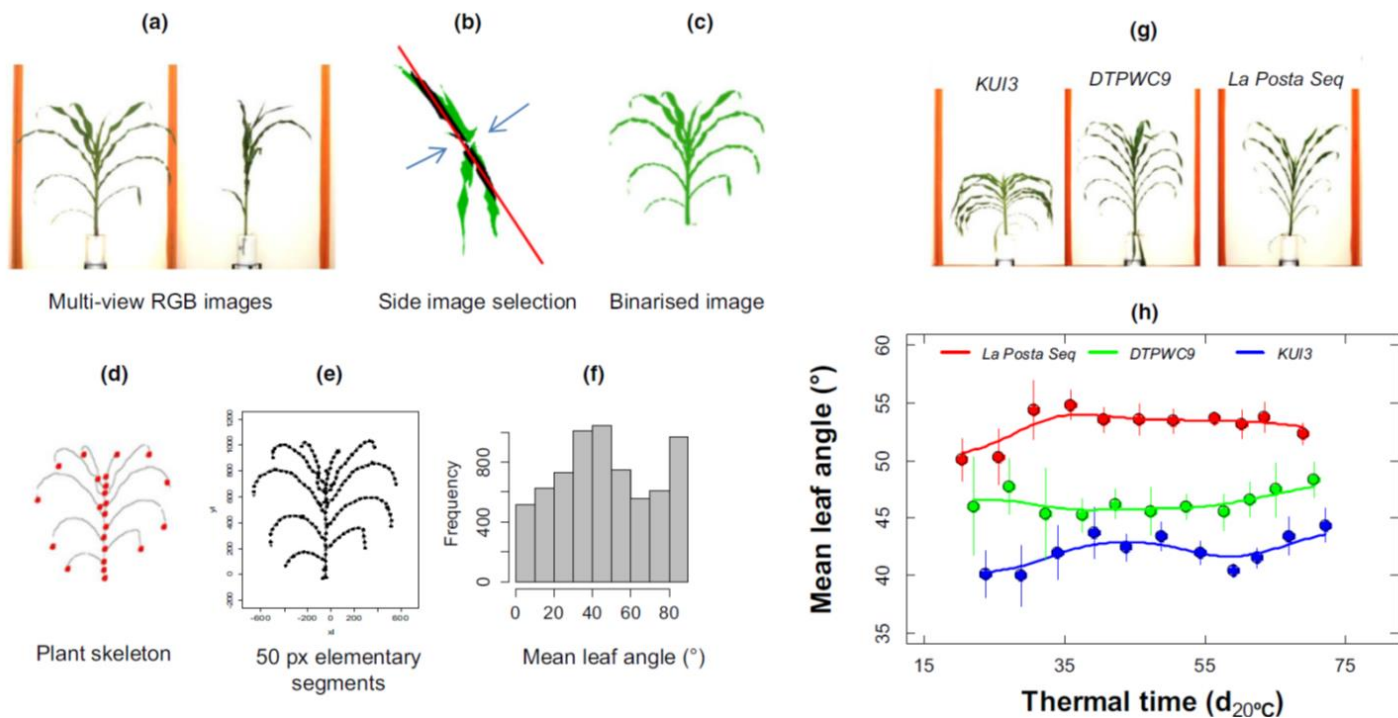 (a)
(b)
(c)
Multi-view RGB images
Side image selection
Binarised image
(d)
(e)
(f)
1200
1000
800
600
400
200
0
-200
yl
-600
-200
0
200
600
xl
Frequency
800
400
0
0
20
40
60
80
Plant skeleton
50 px elementary
segments
Mean leaf angle (°)
(g)
KUI3
DTPWC9
La Posta Seq
(h)
La Posta Seq
DTPWC9
KUI3
Mean leaf angle (°)
60
55
50
45
40
35
15
35
55
75
Thermal time (d20°C)